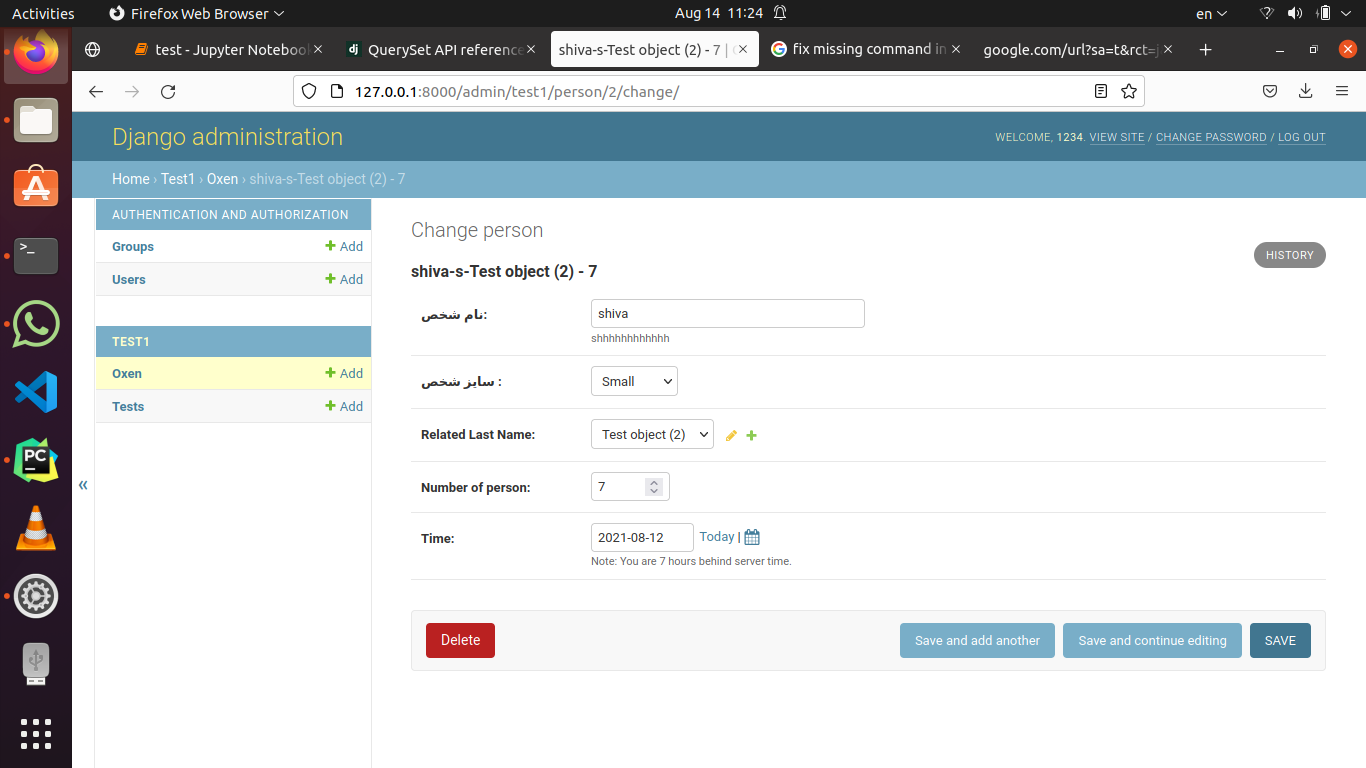 Activities Firefox Web Browser Aug 14 11:24 en
test - Jupyter Noteboo QuerySet API reference shiva-s-Test object (2) - 7 | fix missing command in google.com/url?sa=t&rct=j
127.0.0.1:8000/admin/test1/person/2/change/
Django administration WELCOME, 1234. VIEW SITE / CHANGE PASSWORD / LOG OUT
Home › Test1 › Oxen › shiva-s-Test object (2) - 7
AUTHENTICATION AND AUTHORIZATION
Groups Add
Users Add
TEST1
Oxen Add
Tests Add
«
Change person
HISTORY
shiva-s-Test object (2) - 7
نام شخص: shiva
shhhhhhhhhhhh
سایز شخص : Small
Related Last Name: Test object (2)
Number of person: 7
Time: 2021-08-12 Today |
Note: You are 7 hours behind server time.
Delete Save and add another Save and continue editing SAVE